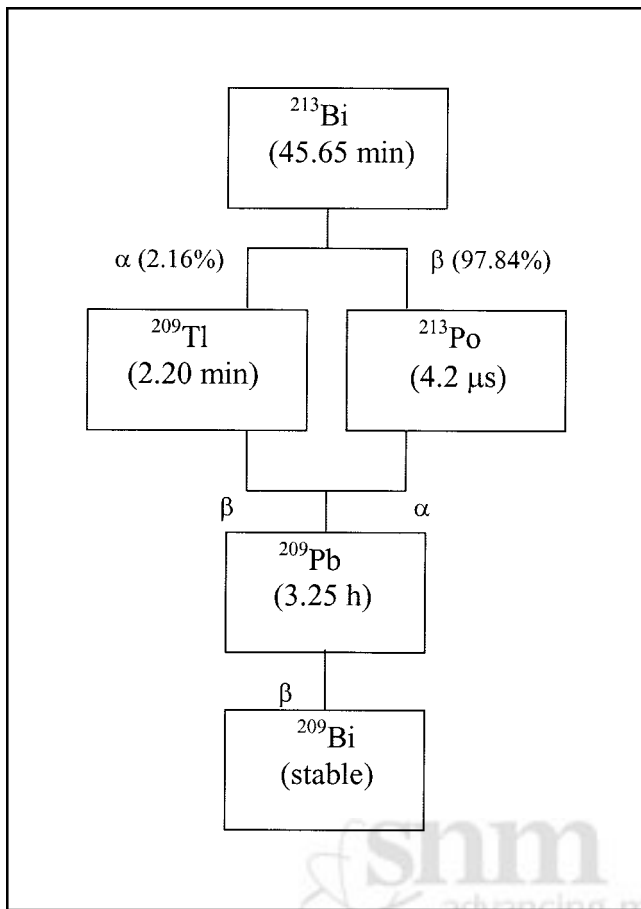 ²¹³Bi
(45.65 min)
α (2.16%)
β (97.84%)
²⁰⁹Tl
(2.20 min)
²¹³Po
(4.2 μs)
β
α
²⁰⁹Pb
(3.25 h)
β
²⁰⁹Bi
(stable)
snm